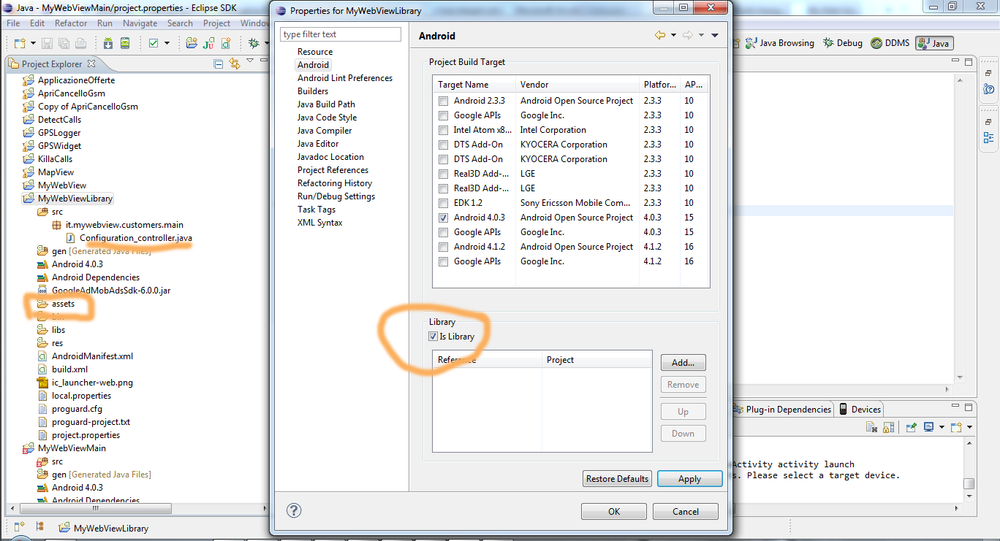 Java - MyWebViewMain/project.properties - Eclipse SDK
File Edit Refactor Run Navigate Search Project Window
Java Browsing Debug DDMS Java
Project Explorer
ApplicazioneOfferte
ApriCancelloGsm
Copy of ApriCancelloGsm
DetectCalls
GPSLogger
GPSWidget
KillaCalls
MapView
MyWebView
MyWebViewLibrary
src
it.mywebview.customers.main
Configuration_controller.java
gen [Generated Java Files]
Android 4.0.3
Android Dependencies
GoogleAdMobAdsSdk-6.0.0.jar
assets
bin
libs
res
AndroidManifest.xml
build.xml
ic_launcher-web.png
local.properties
proguard.cfg
proguard-project.txt
project.properties
MyWebViewMain
src
gen [Generated Java Files]
Android 4.0.3
Android Dependencies
MyWebViewLibrary
Properties for MyWebViewLibrary
type filter text
Resource
Android
Android Lint Preferences
Builders
Java Build Path
Java Code Style
Java Compiler
Java Editor
Javadoc Location
Project References
Refactoring History
Run/Debug Settings
Task Tags
XML Syntax
Android
Project Build Target
Target Name Vendor Platfor... AP...
Android 2.3.3 Android Open Source Project 2.3.3 10
Google APIs Google Inc. 2.3.3 10
Intel Atom x8... Intel Corporation 2.3.3 10
DTS Add-On KYOCERA Corporation 2.3.3 10
DTS Add-On KYOCERA Corporation 2.3.3 10
Real3D Add-... LGE 2.3.3 10
Real3D Add-... LGE 2.3.3 10
EDK 1.2 Sony Ericsson Mobile Com... 2.3.3 10
Android 4.0.3 Android Open Source Project 4.0.3 15
Google APIs Google Inc. 4.0.3 15
Android 4.1.2 Android Open Source Project 4.1.2 16
Google APIs Google Inc. 4.1.2 16
Library
Is Library
Reference Project
Add...
Remove
Up
Down
Restore Defaults Apply
OK Cancel
Plug-in Dependencies Devices
Activity activity launch
s. Please select a target device.